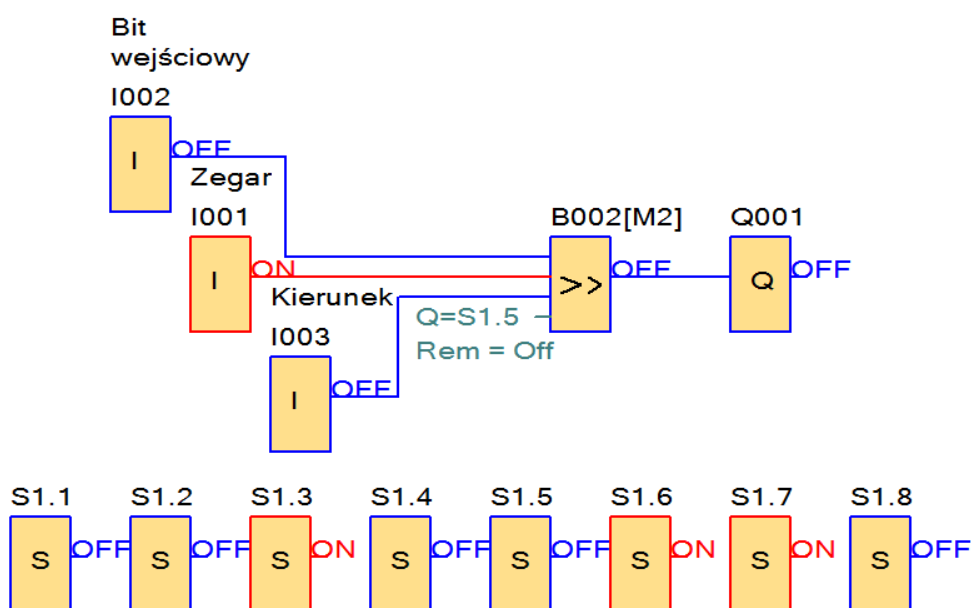 Bit
wejściowy
I002
I OFF
Zegar
I001 B002[M2] Q001
I ON >> OFF Q OFF
Kierunek
Q=S1.5
I003 Rem = Off
I OFF
S1.1 S1.2 S1.3 S1.4 S1.5 S1.6 S1.7 S1.8
S OFF S OFF S ON S OFF S OFF S ON S ON S OFF